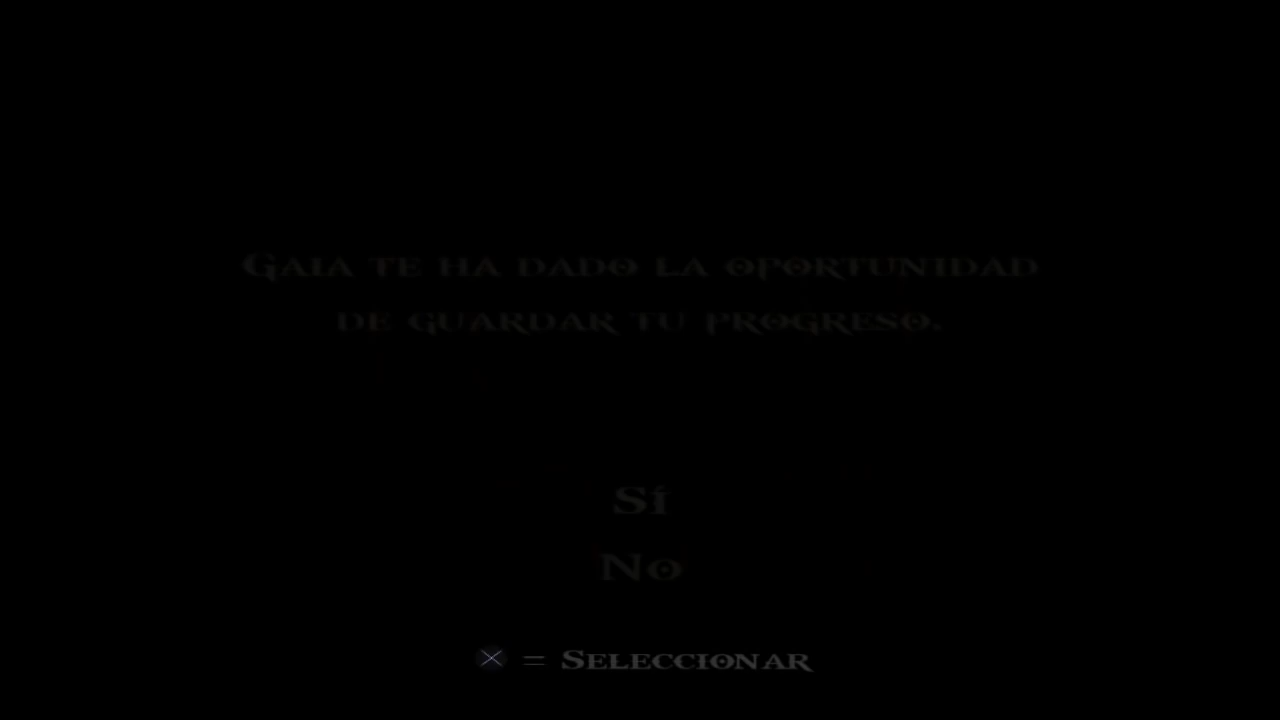 Gaia te ha dado la oportunidad
de guardar tu progreso.
Sí
No
= Seleccionar